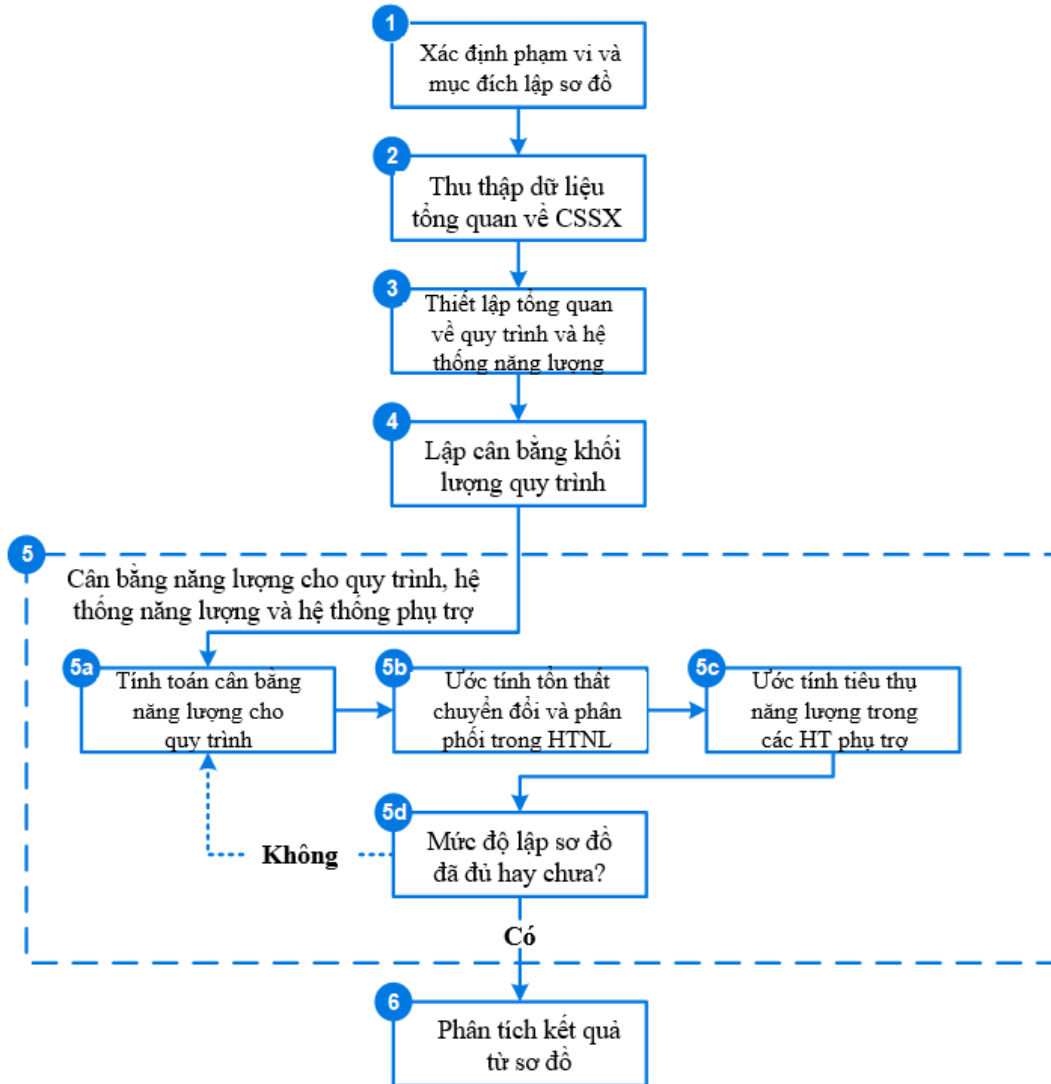 1
Xác định phạm vi và
mục đích lập sơ đồ
2
Thu thập dữ liệu
tổng quan về CSSX
3
Thiết lập tổng quan
về quy trình và hệ
thống năng lượng
4
Lập cân bằng khối
lượng quy trình
5
Cân bằng năng lượng cho quy trình, hệ
thống năng lượng và hệ thống phụ trợ
5a
Tính toán cân bằng
năng lượng cho
quy trình
5b
Ước tính tổn thất
chuyển đổi và phân
phối trong HTNL
5c
Ước tính tiêu thụ
năng lượng trong
các HT phụ trợ
5d
Mức độ lập sơ đồ
đã đủ hay chưa?
Không
Có
6
Phân tích kết quả
từ sơ đồ